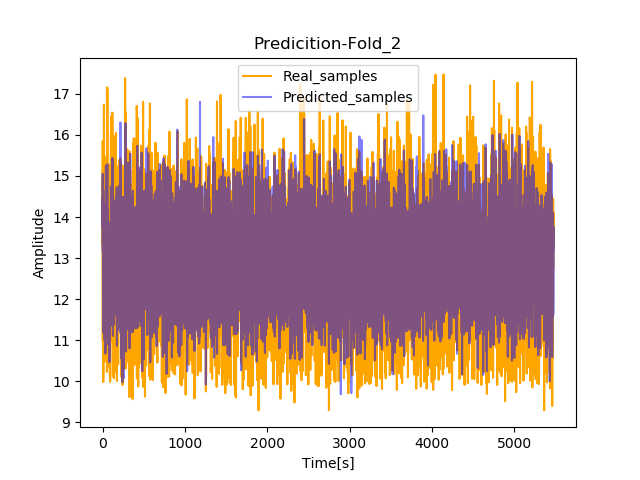 Predicition-Fold_2
Real_samples
Predicted_samples
Amplitude
17
16
15
14
13
12
11
10
9
0 1000 2000 3000 4000 5000
Time[s]